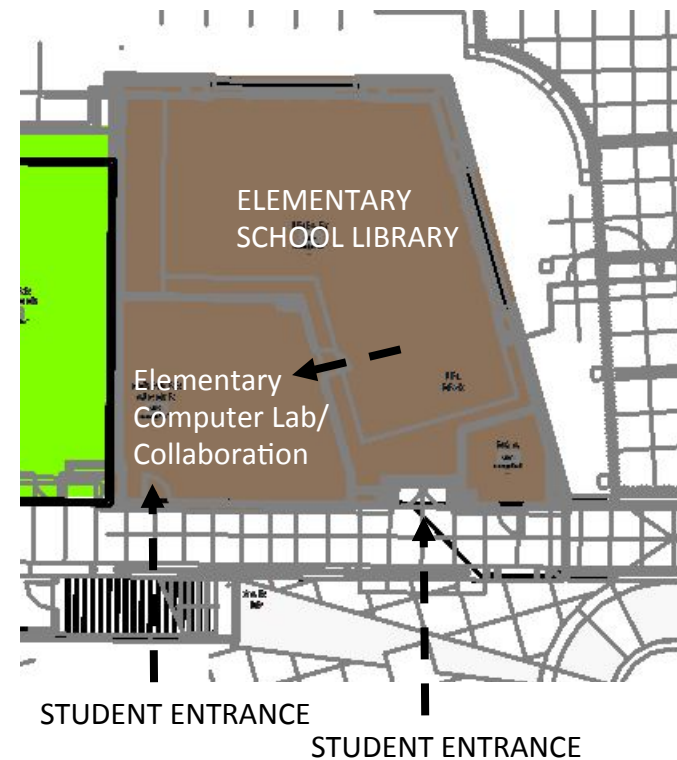 ELEMENTARY
SCHOOL LIBRARY
Elementary
Computer Lab/
Collaboration
STUDENT ENTRANCE
STUDENT ENTRANCE